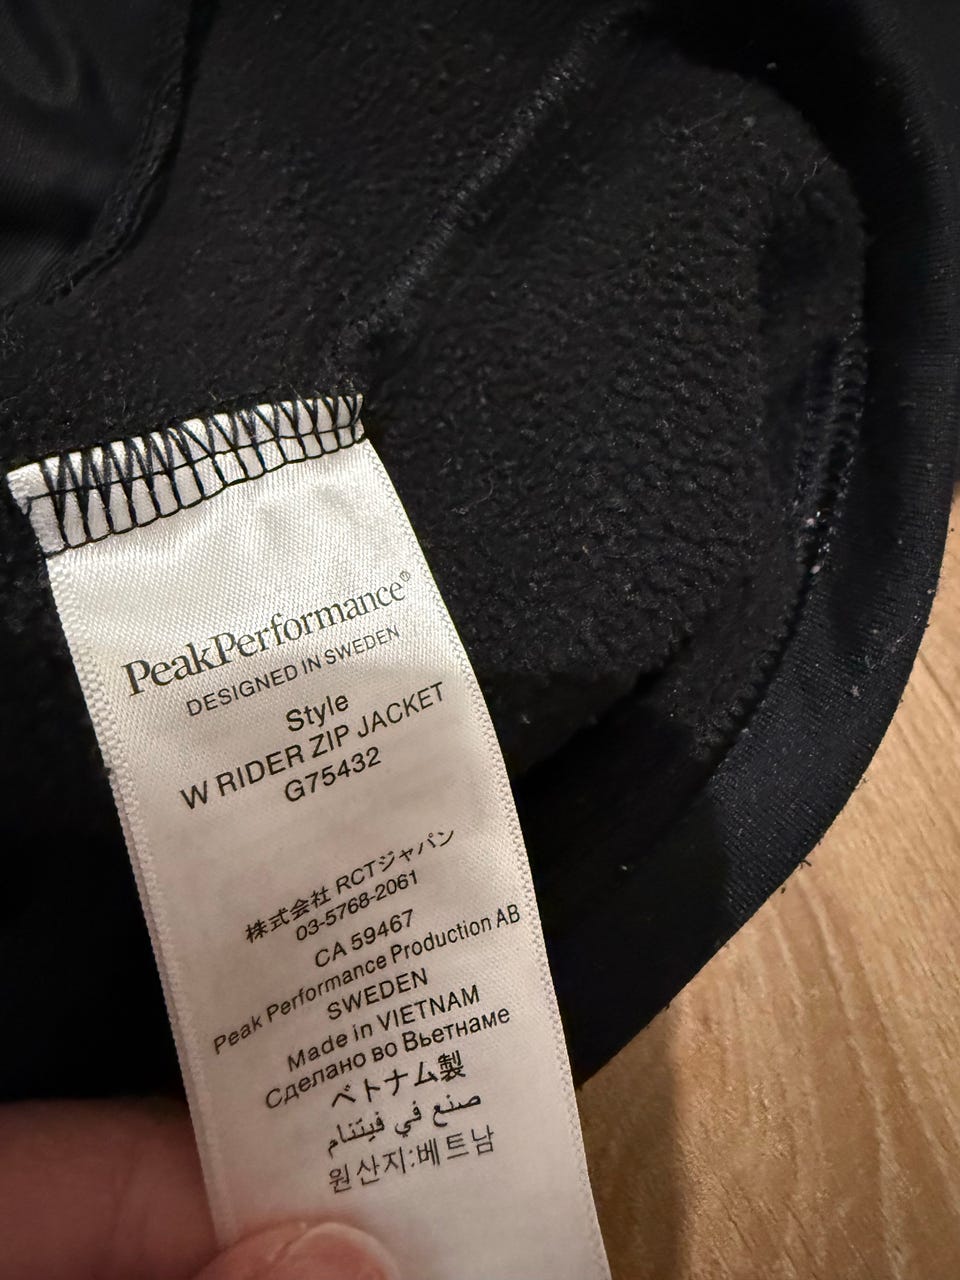 PeakPerformance®
DESIGNED IN SWEDEN
Style
W RIDER ZIP JACKET
G75432
株式会社 RCTジャパン
03-5768-2061
CA 59467
Peak Performance Production AB
SWEDEN
Made in VIETNAM
Сделано во Вьетнаме
ベトナム製
صنع في فيتنام
원산지:베트남